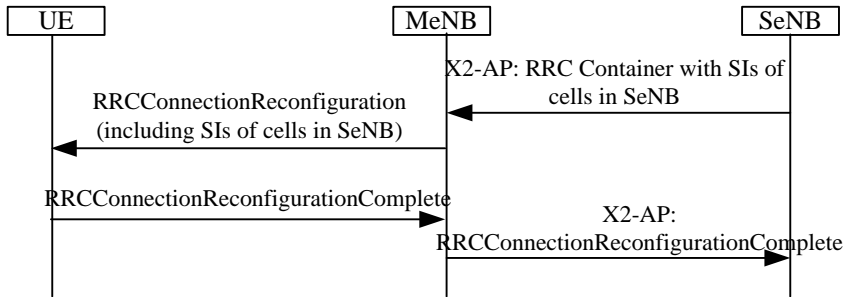 UE
MeNB
SeNB
X2-AP: RRC Container with SIs of
cells in SeNB
RRCConnectionReconfiguration
(including SIs of cells in SeNB)
RRCConnectionReconfigurationComplete
X2-AP:
RRCConnectionReconfigurationComplete